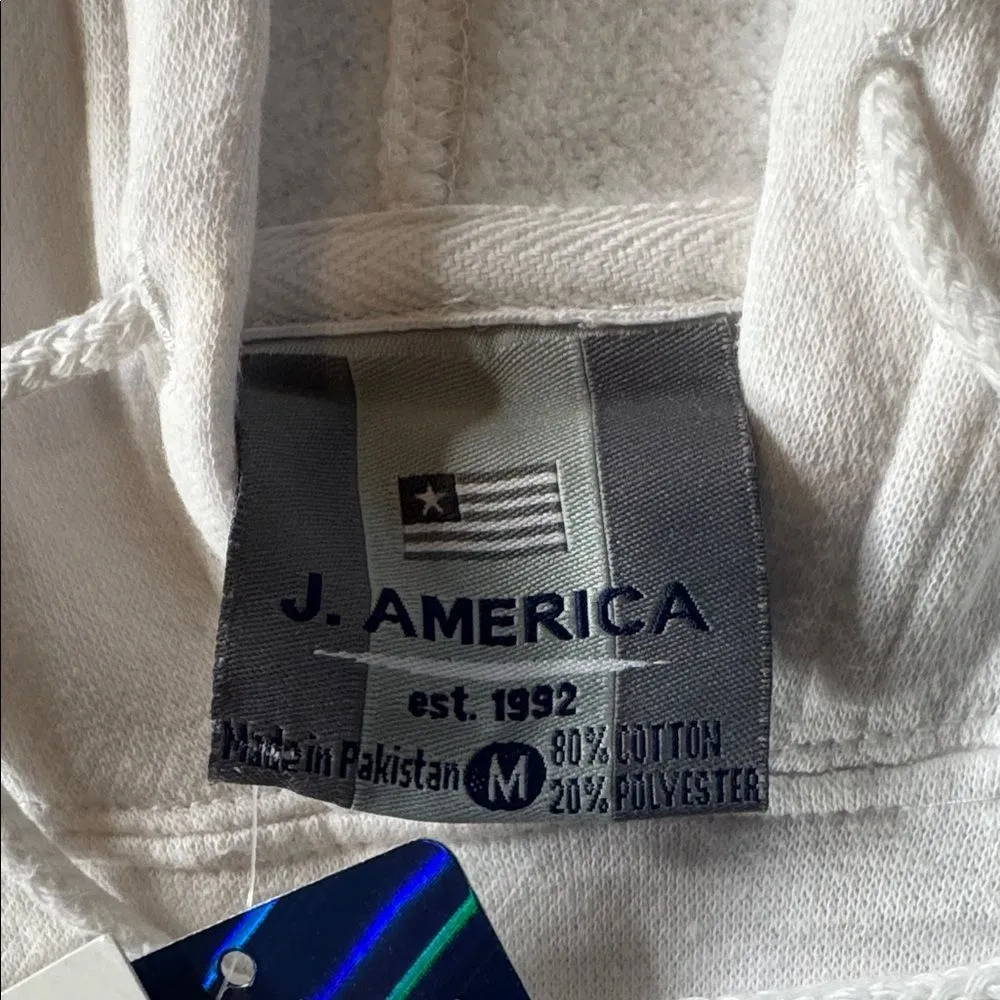 J. AMERICA
est. 1992
Made in Pakistan M 80% COTTON
20% POLYESTER